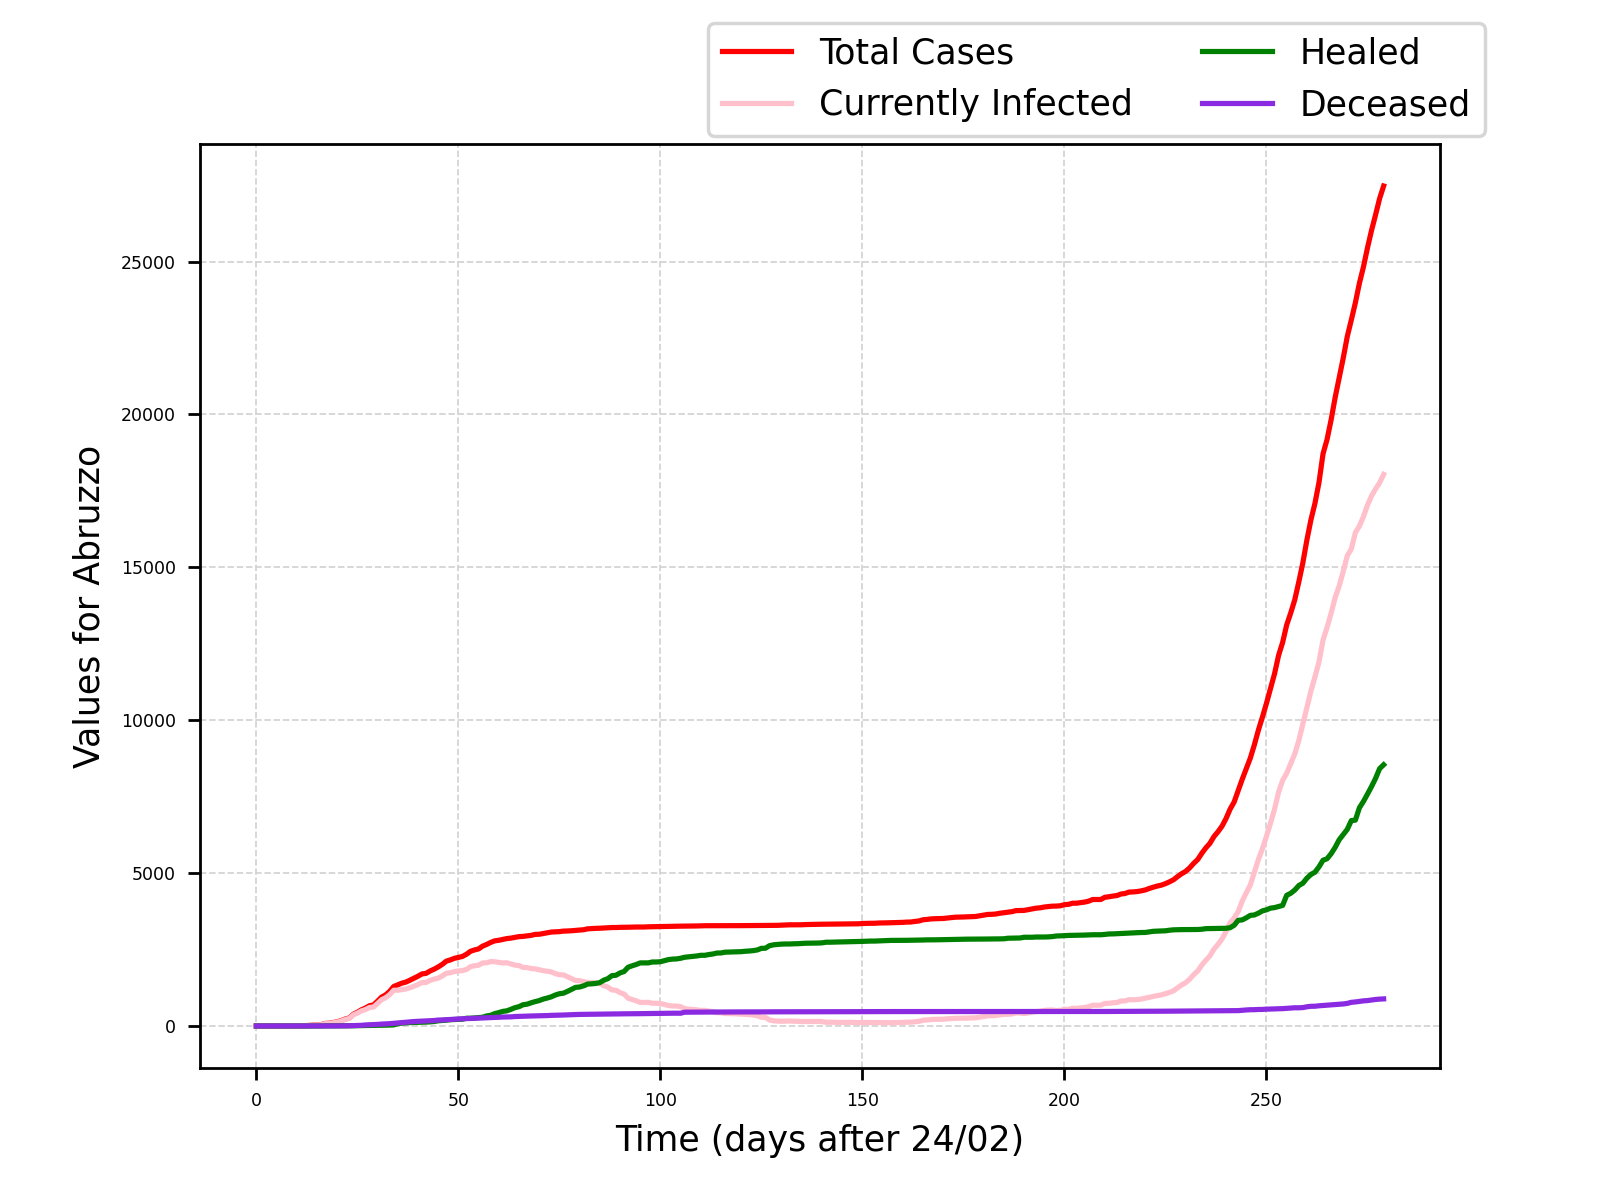 Total Cases
Currently Infected
Healed
Deceased
Values for Abruzzo
25000
20000
15000
10000
5000
0
0 50 100 150 200 250
Time (days after 24/02)